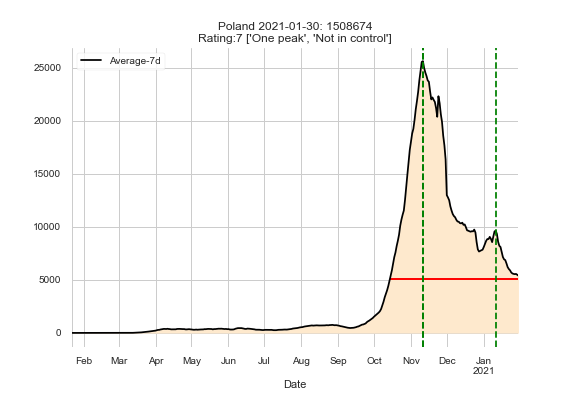 Poland 2021-01-30: 1508674
Rating:7 ['One peak', 'Not in control']
Average-7d
25000
20000
15000
10000
5000
0
Feb Mar Apr May Jun Jul Aug Sep Oct Nov Dec Jan
2021
Date